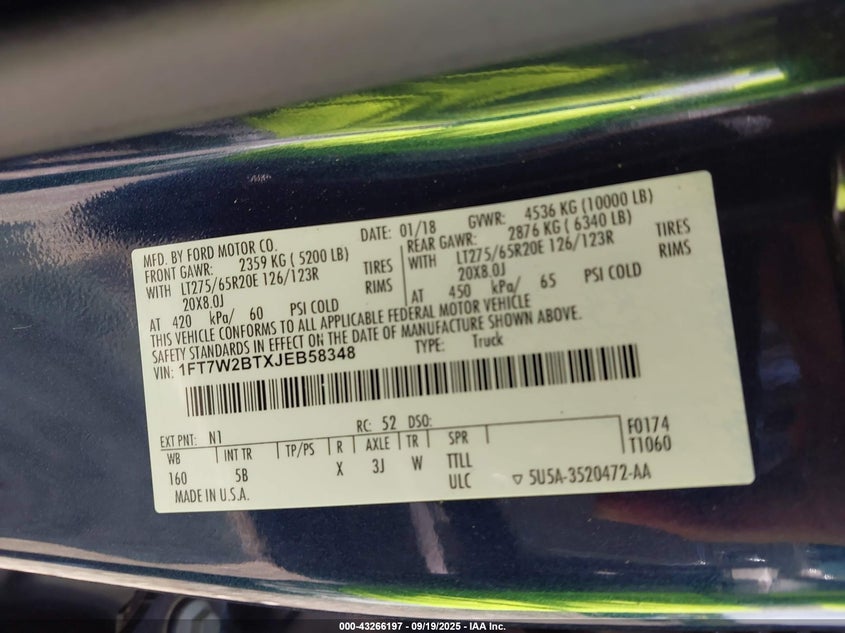 MFD. BY FORD MOTOR CO.
DATE: 01/18 GVWR: 4536 KG (10000 LB)
FRONT GAWR: 2359 KG ( 5200 LB)
WITH LT275/65R20E 126/123R TIRES
20X8.0J RIMS
AT 420 kPa/ 60 PSI COLD
REAR GAWR: 2876 KG ( 6340 LB)
WITH LT275/65R20E 126/123R TIRES
20X8.0J RIMS
AT 450 kPa/ 65 PSI COLD
THIS VEHICLE CONFORMS TO ALL APPLICABLE FEDERAL MOTOR VEHICLE
SAFETY STANDARDS IN EFFECT ON THE DATE OF MANUFACTURE SHOWN ABOVE.
VIN: 1FT7W2BTXJEB58348 TYPE: Truck
EXT PNT: N1 RC: 52 DSO: F0174
WB INT TR TP/PS R AXLE TR SPR T1060
160 5B X 3J W TTLL
ULC
MADE IN U.S.A. ▽ 5U5A-3520472-AA
000-43266197 - 09/19/2025 - IAA Inc.